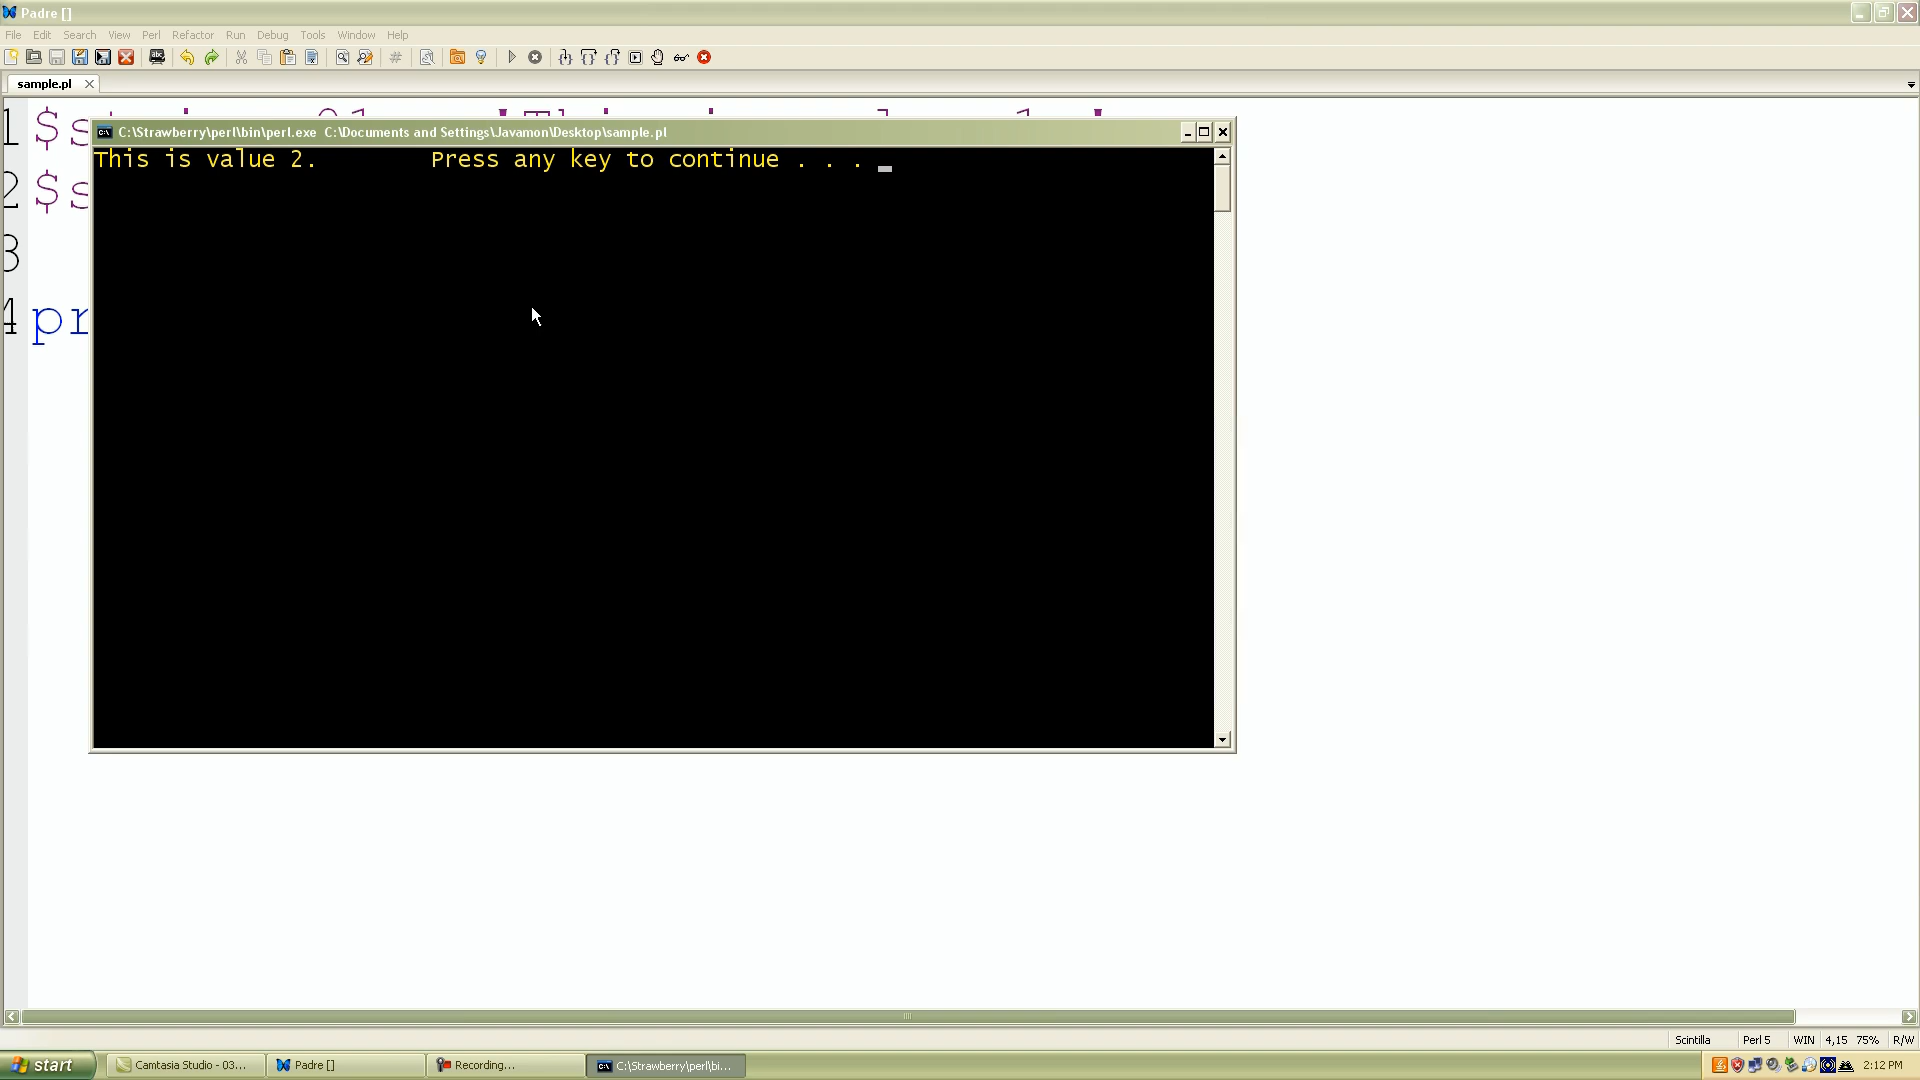 Padre []
File Edit Search View Perl Refactor Run Debug Tools Window Help
sample.pl
1 $s
C:\Strawberry\perl\bin\perl.exe C:\Documents and Settings\Javamon\Desktop\sample.pl
This is value 2. Press any key to continue . . .
2 $s
3
4 pr
Scintilla Perl 5 WIN 4,15 75% R/W
start Camtasia Studio - 03... Padre [] Recording... C:\Strawberry\perl\bi... 2:12 PM